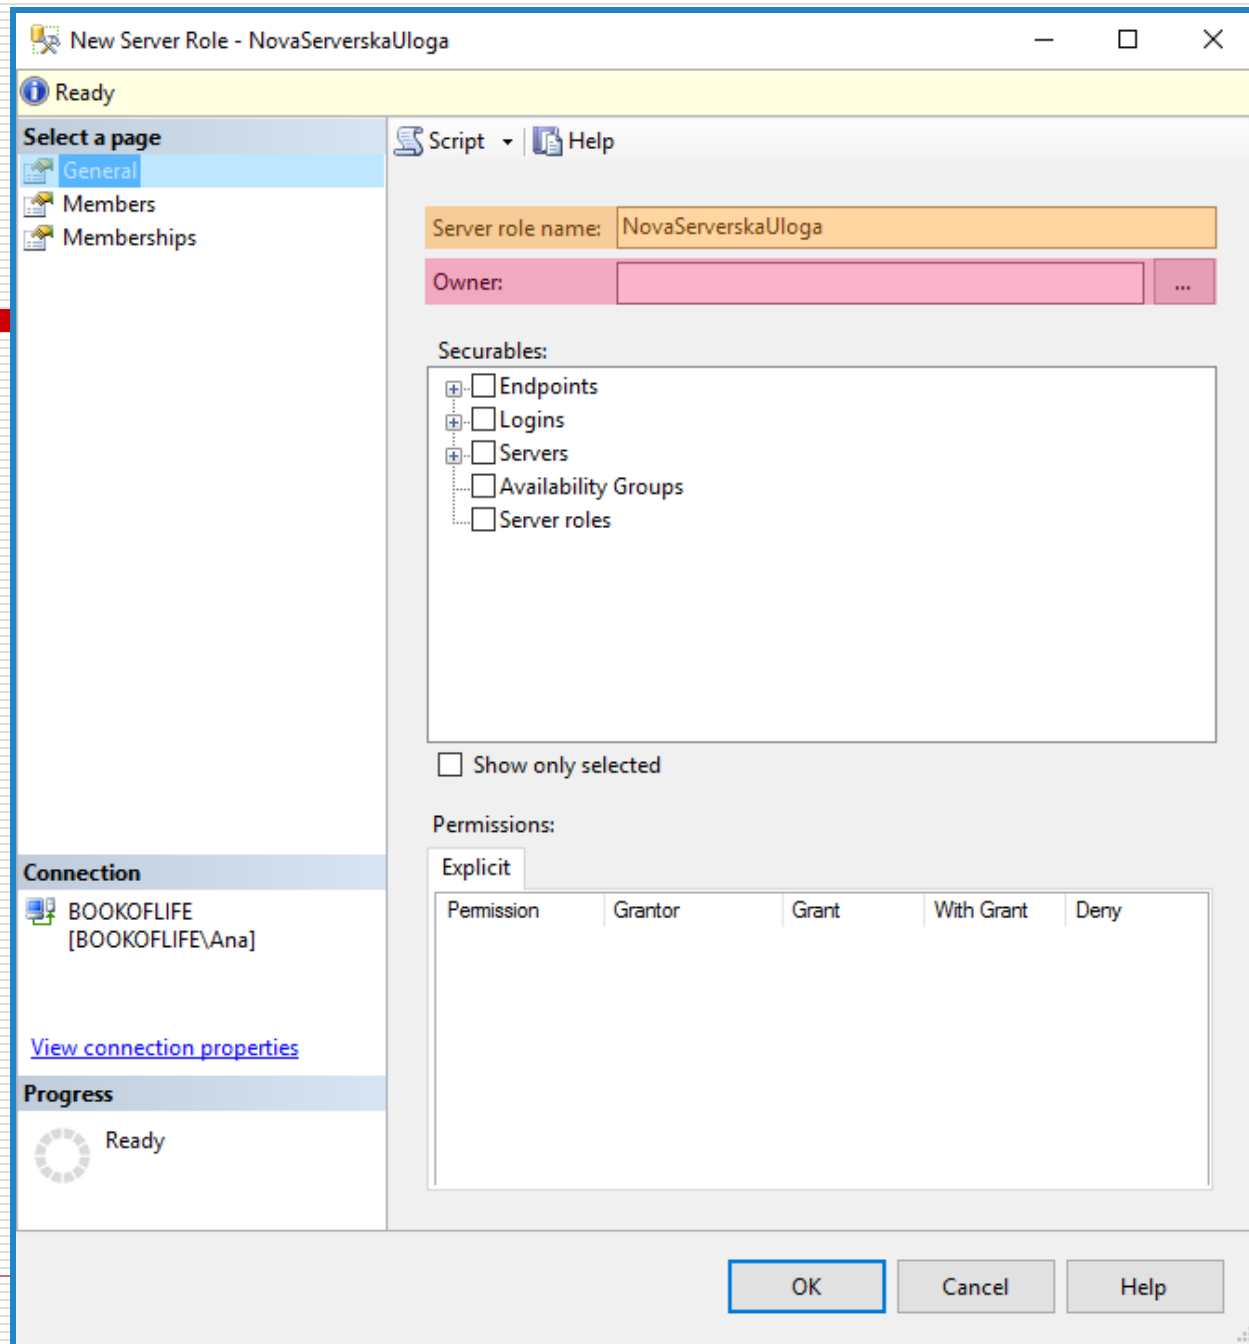 New Server Role - NovaServerskaUloga
Ready
Select a page
General
Members
Memberships
Script
Help
Server role name: NovaServerskaUloga
Owner:
...
Securables:
Endpoints
Logins
Servers
Availability Groups
Server roles
Show only selected
Permissions:
Explicit
Permission Grantor Grant With Grant Deny
Connection
BOOKOFLIFE
[BOOKOFLIFE\Ana]
View connection properties
Progress
Ready
OK Cancel Help